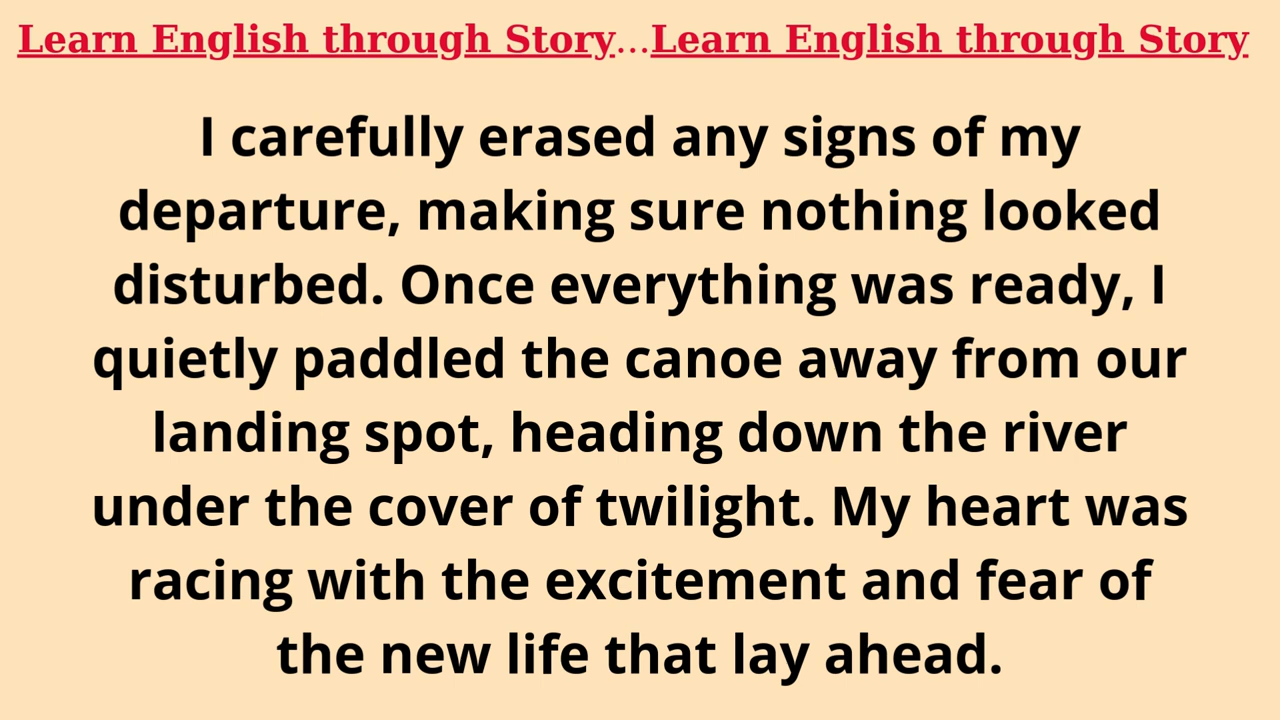 Learn English through Story...Learn English through Story
I carefully erased any signs of my
departure, making sure nothing looked
disturbed. Once everything was ready, I
quietly paddled the canoe away from our
landing spot, heading down the river
under the cover of twilight. My heart was
racing with the excitement and fear of
the new life that lay ahead.